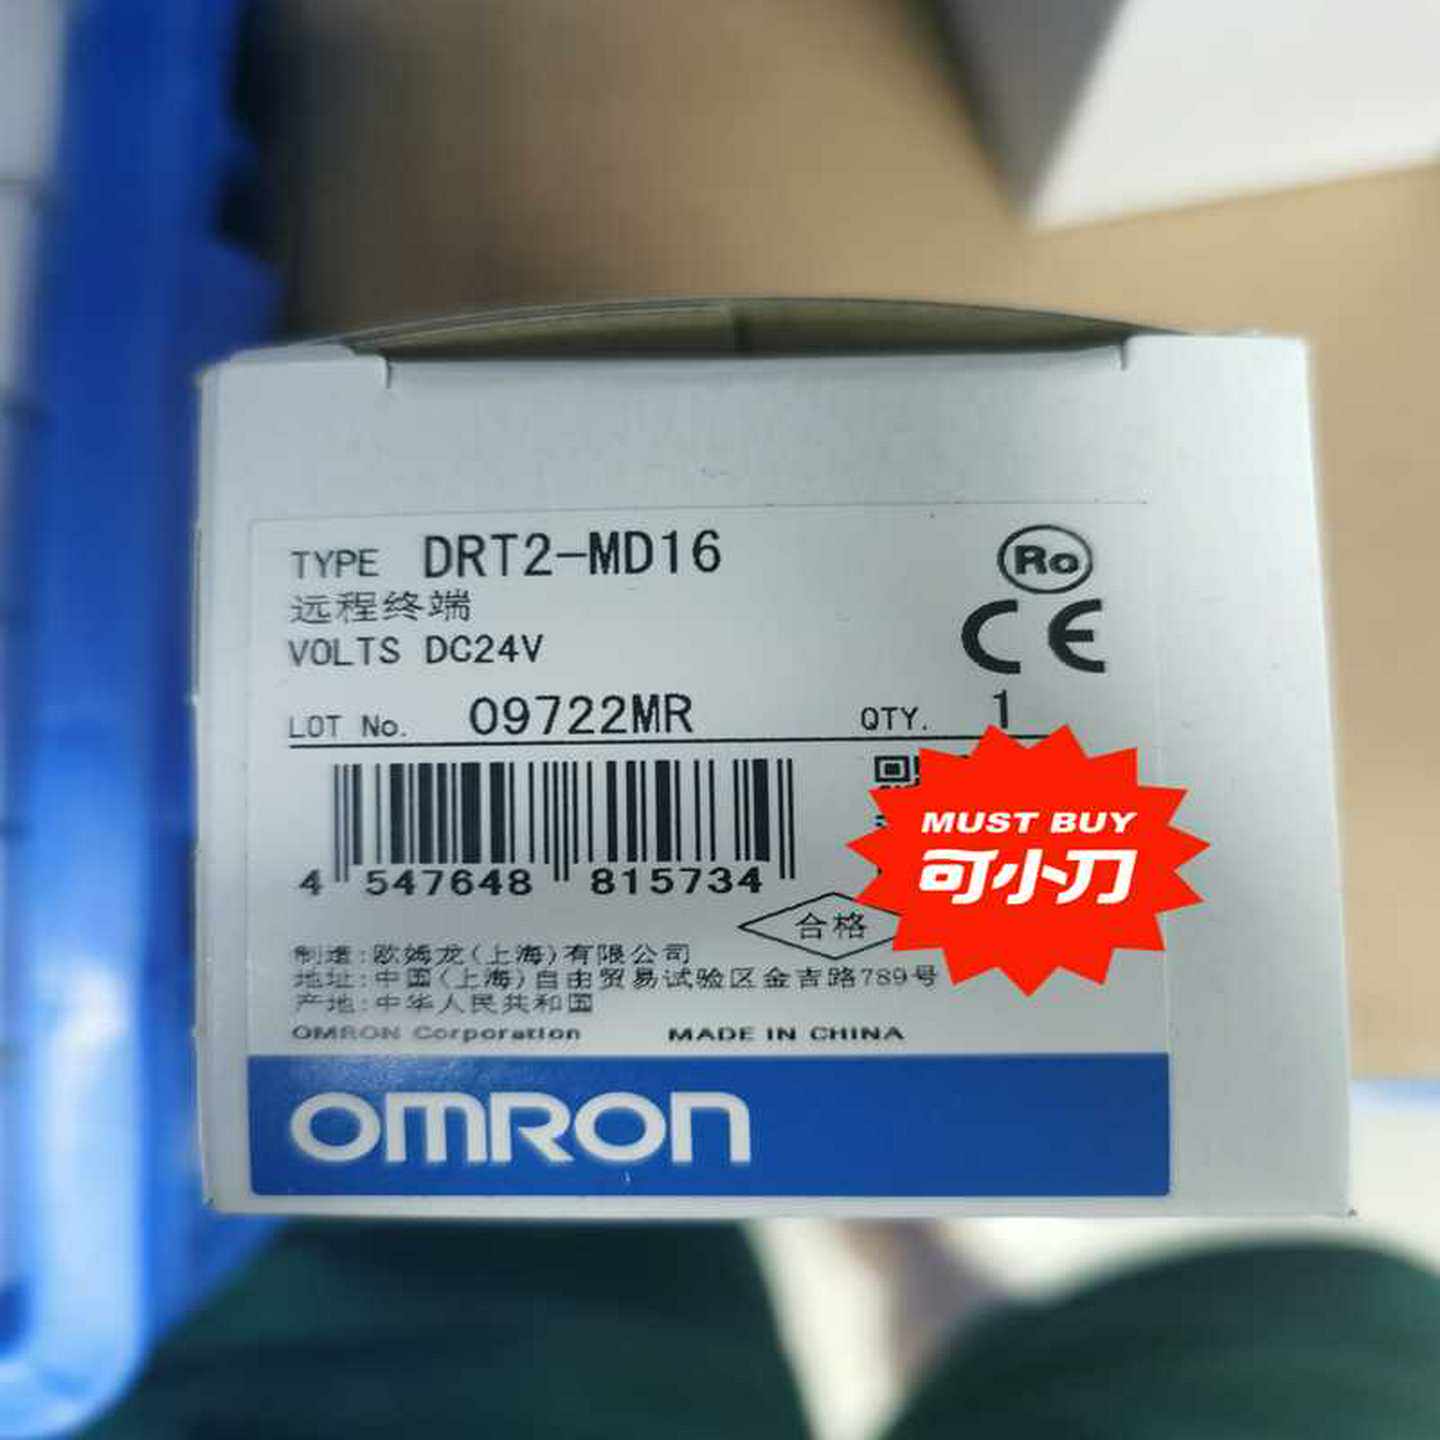 TYPE DRT2-MD16
远程终端
VOLTS DC24V
LOT No. 09722MR QTY. 1
4 547648 815734
合格
制造:欧姆龙(上海)有限公司
地址:中国(上海)自由贸易试验区金吉路789号
产地:中华人民共和国
OMRON Corporation MADE IN CHINA
OMRON
Ro
CE
MUST BUY
可小刀